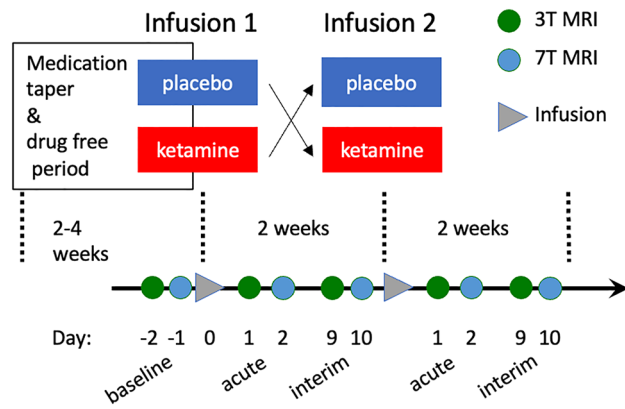 Infusion 1
Infusion 2
3T MRI
7T MRI
Infusion
Medication
taper
&
drug free
period
placebo
placebo
ketamine
ketamine
2-4
weeks
2 weeks
2 weeks
Day: -2 -1 0 1 2 9 10 1 2 9 10
baseline acute interim acute interim